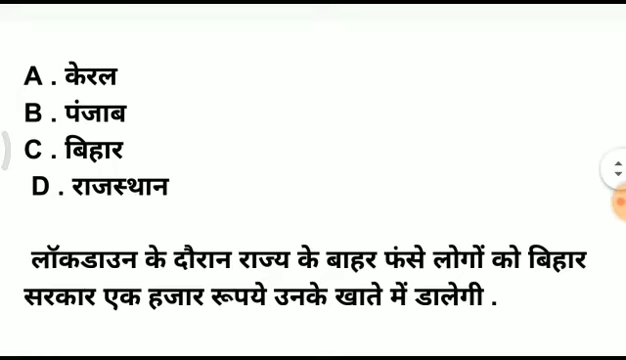 A . केरल
B . पंजाब
C . बिहार
D . राजस्थान
लॉकडाउन के दौरान राज्य के बाहर फंसे लोगों को बिहार
सरकार एक हजार रूपये उनके खाते में डालेगी .